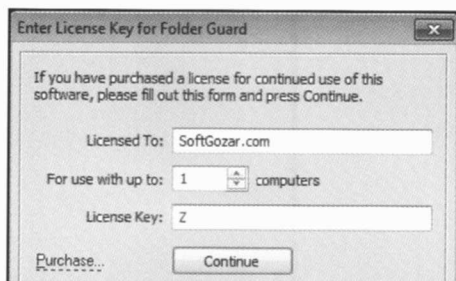 Enter License Key for Folder Guard
If you have purchased a license for continued use of this
software, please fill out this form and press Continue.
Licensed To: SoftGozar.com
For use with up to: 1 computers
License Key: Z
Purchase... Continue